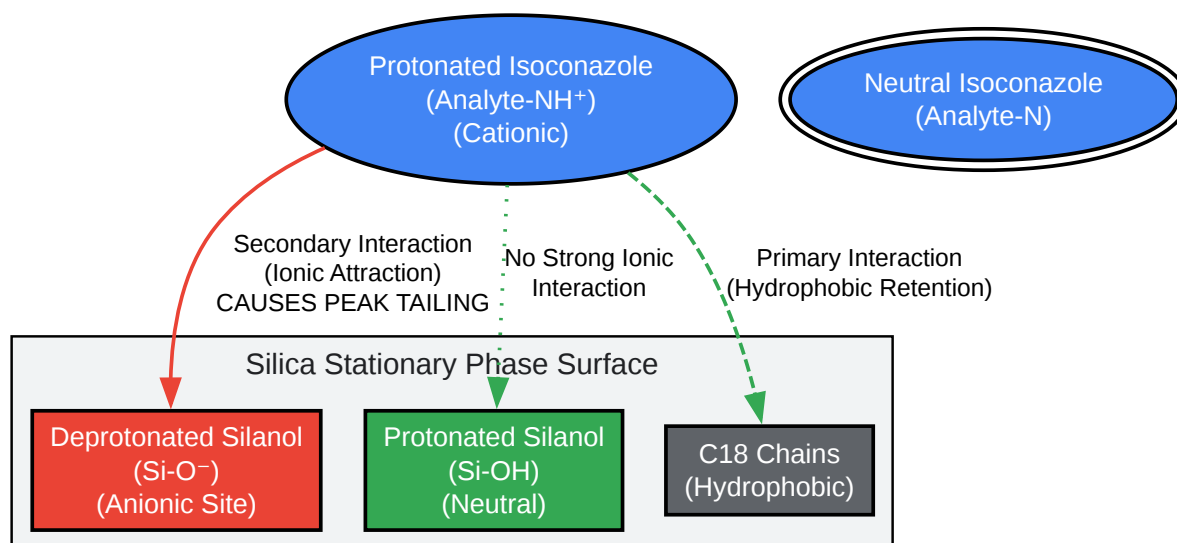 Protonated Isoconazole
(Analyte-NH⁺)
(Cationic)
Neutral Isoconazole
(Analyte-N)
Secondary Interaction
(Ionic Attraction)
CAUSES PEAK TAILING
No Strong Ionic
Interaction
Primary Interaction
(Hydrophobic Retention)
Silica Stationary Phase Surface
Deprotonated Silanol
(Si-O⁻)
(Anionic Site)
Protonated Silanol
(Si-OH)
(Neutral)
C18 Chains
(Hydrophobic)